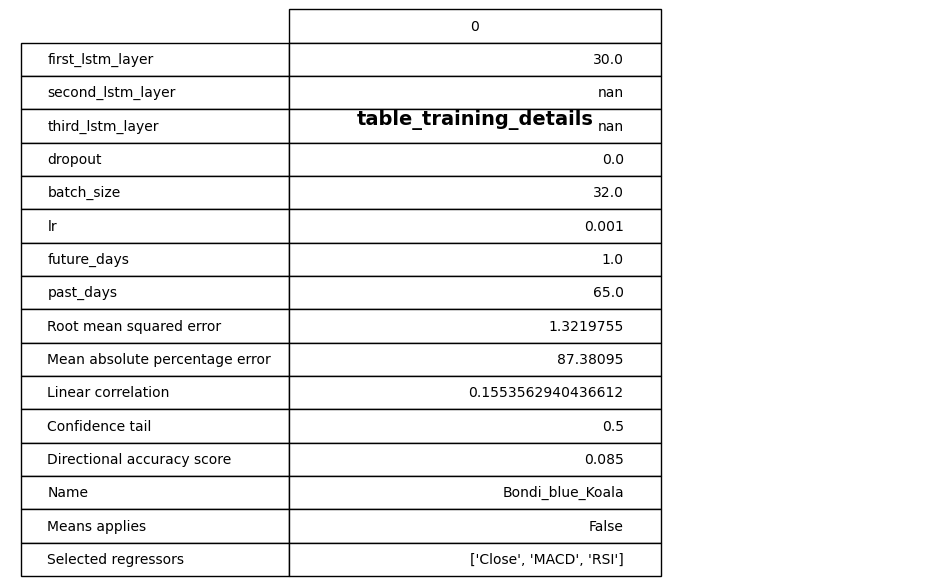 0
first_lstm_layer 30.0
second_lstm_layer nan
table_training_details
third_lstm_layer nan
dropout 0.0
batch_size 32.0
lr 0.001
future_days 1.0
past_days 65.0
Root mean squared error 1.3219755
Mean absolute percentage error 87.38095
Linear correlation 0.1553562940436612
Confidence tail 0.5
Directional accuracy score 0.085
Name Bondi_blue_Koala
Means applies False
Selected regressors ['Close', 'MACD', 'RSI']